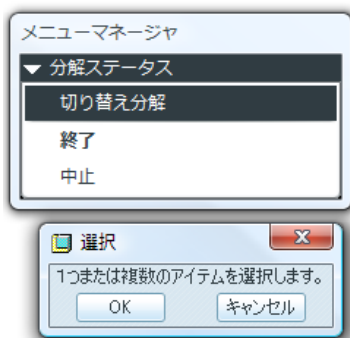 メニューマネージャ
▼ 分解ステータス
切り替え分解
終了
中止
選択
1つまたは複数のアイテムを選択します。
OK
キャンセル